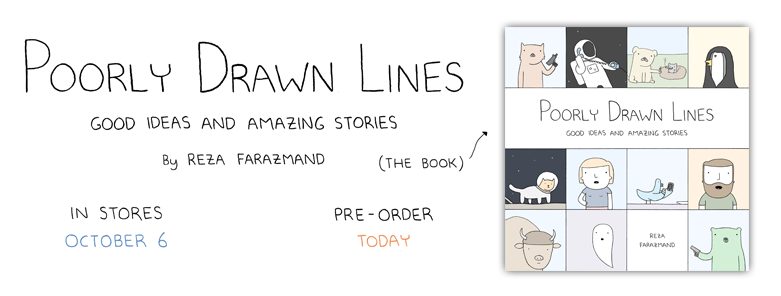 POORLY DRAWN LINES
GOOD IDEAS AND AMAZING STORIES
By REZA FARAZMAND
(THE BOOK)
IN STORES
OCTOBER 6
PRE-ORDER
TODAY
POORLY DRAWN LINES
GOOD IDEAS AND AMAZING STORIES
REZA
FARAZMAND